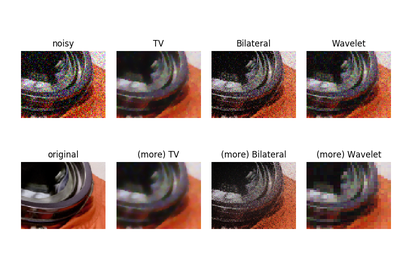 noisy
TV
Bilateral
Wavelet
original
(more) TV
(more) Bilateral
(more) Wavelet